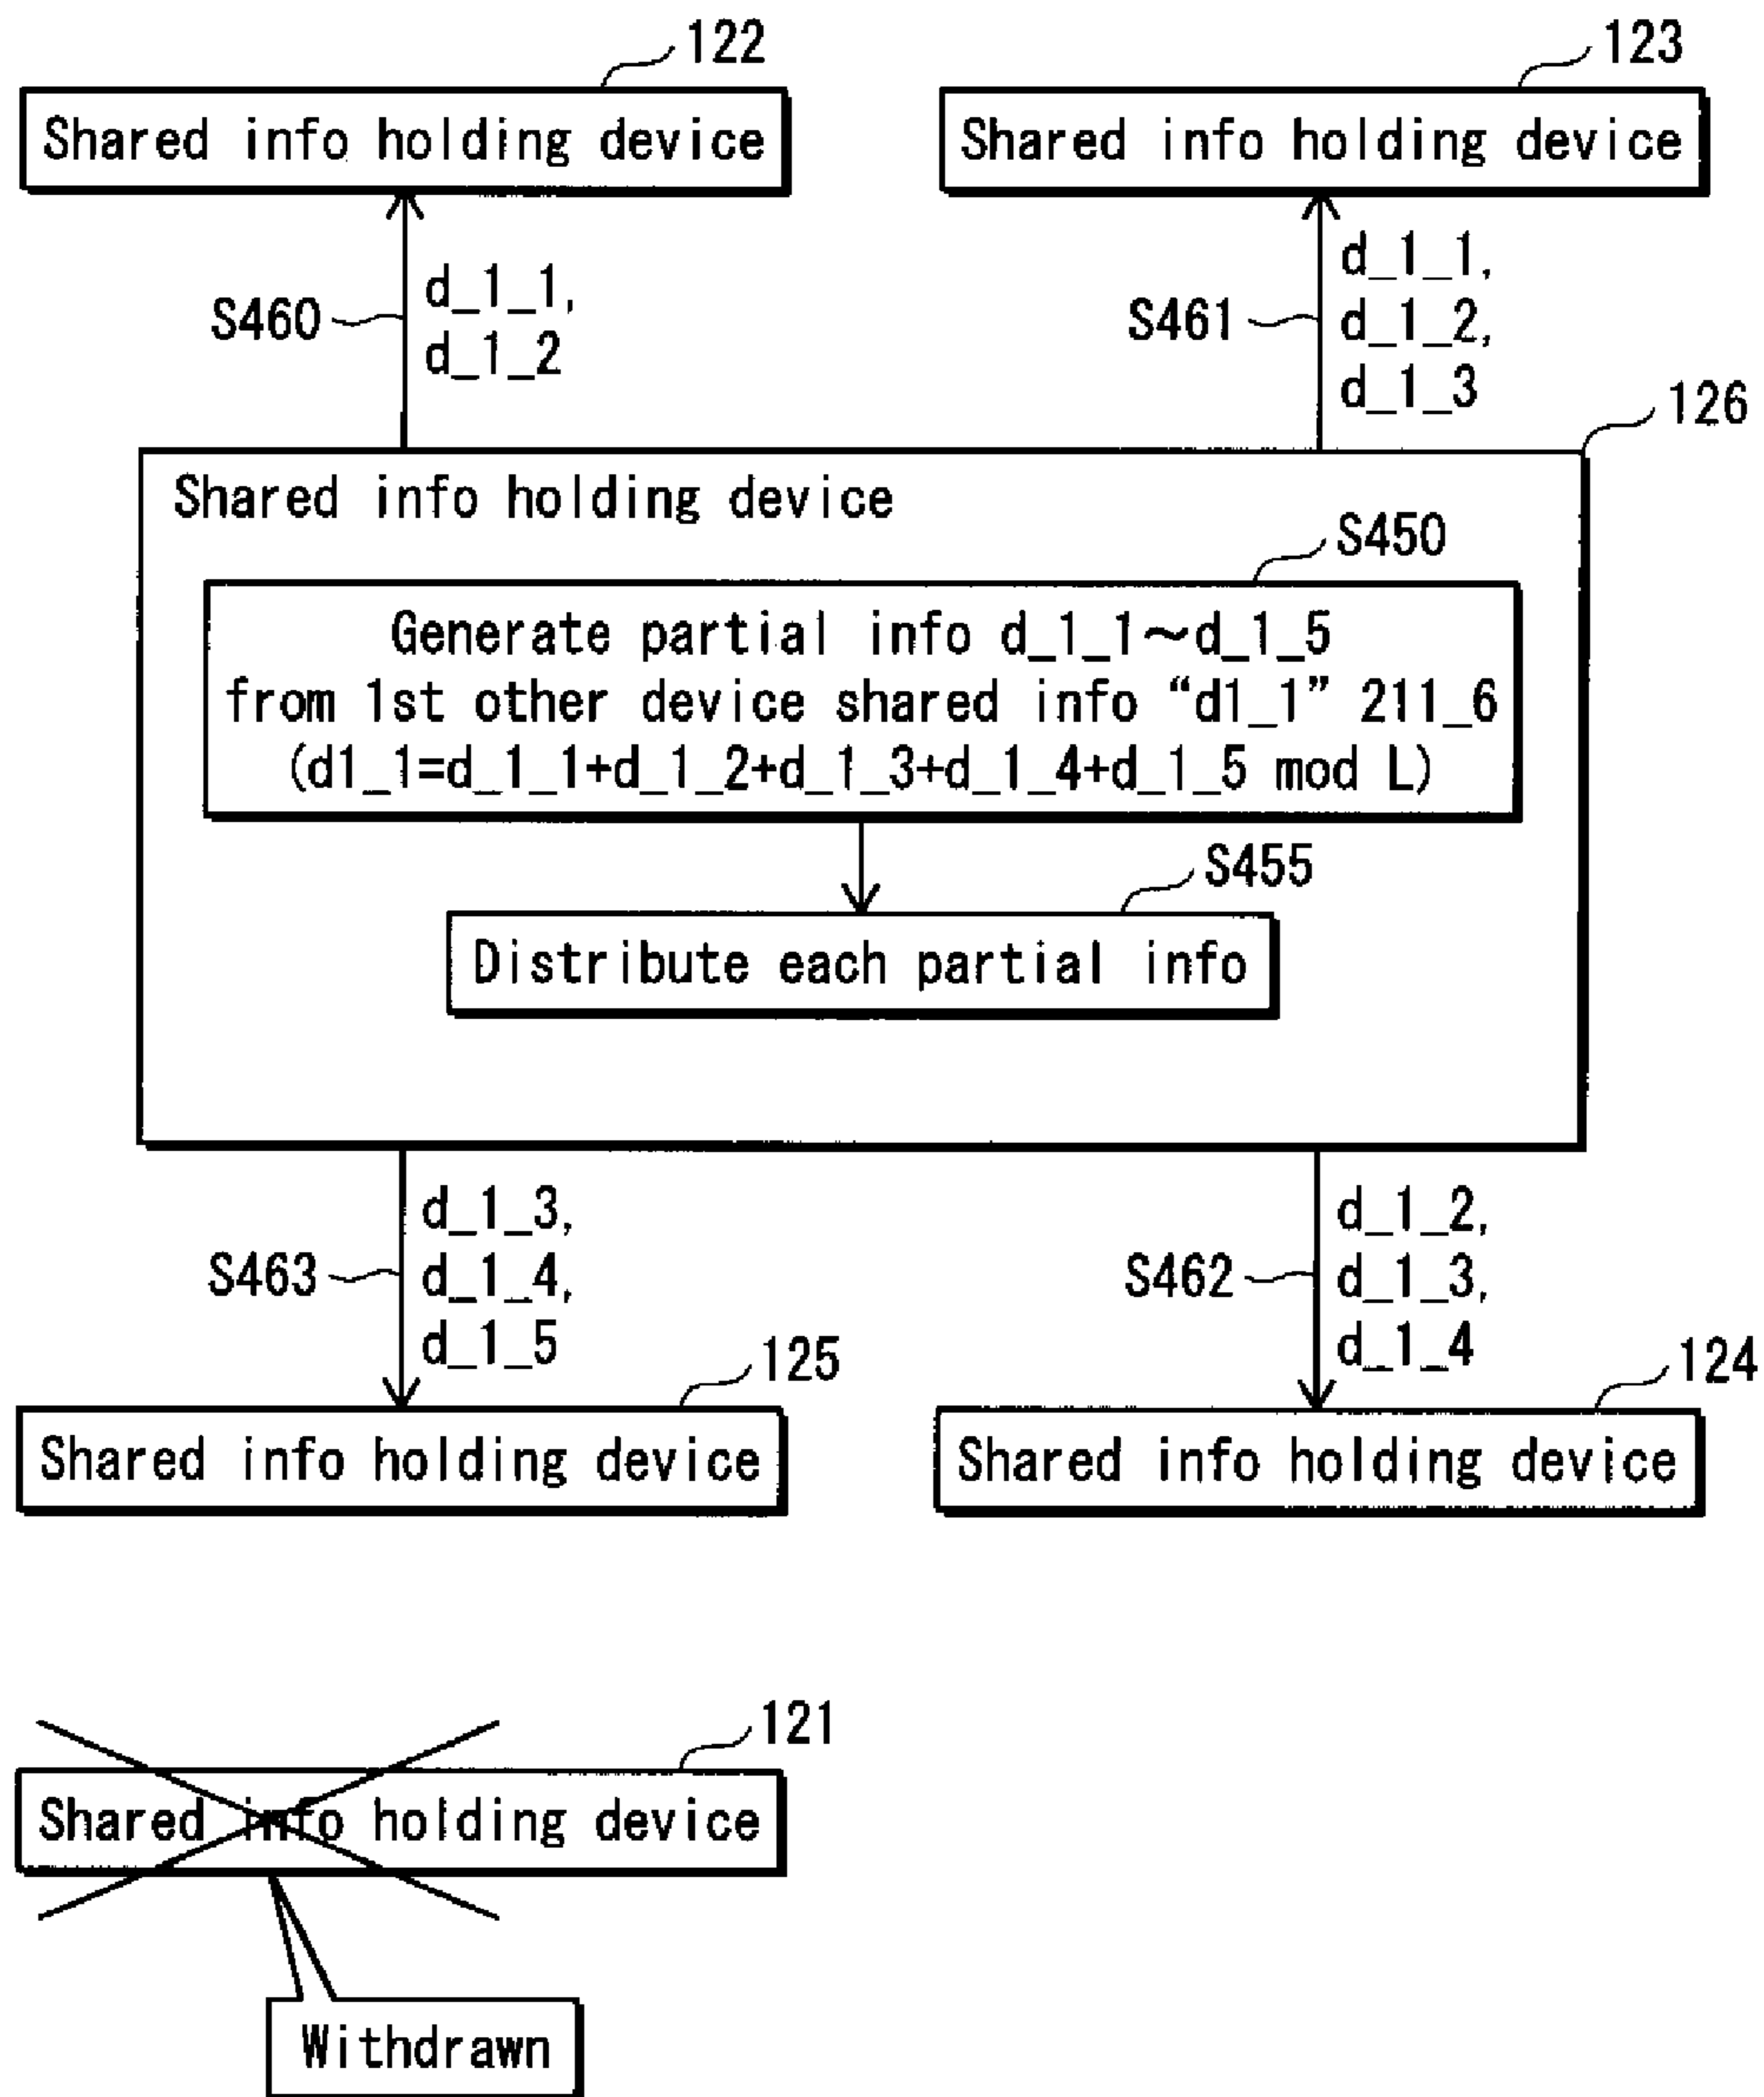 122
123
Shared info holding device
Shared info holding device
S460
d_1_1,
d_1_2
S461
d_1_1,
d_1_2,
d_1_3
126
Shared info holding device
S450
Generate partial info d_1_1~d_1_5
from 1st other device shared info “d1_1” 211_6
(d1_1=d_1_1+d_1_2+d_1_3+d_1_4+d_1_5 mod L)
S455
Distribute each partial info
S463
d_1_3,
d_1_4,
d_1_5
S462
d_1_2,
d_1_3,
d_1_4
125
124
Shared info holding device
Shared info holding device
121
Shared info holding device
Withdrawn